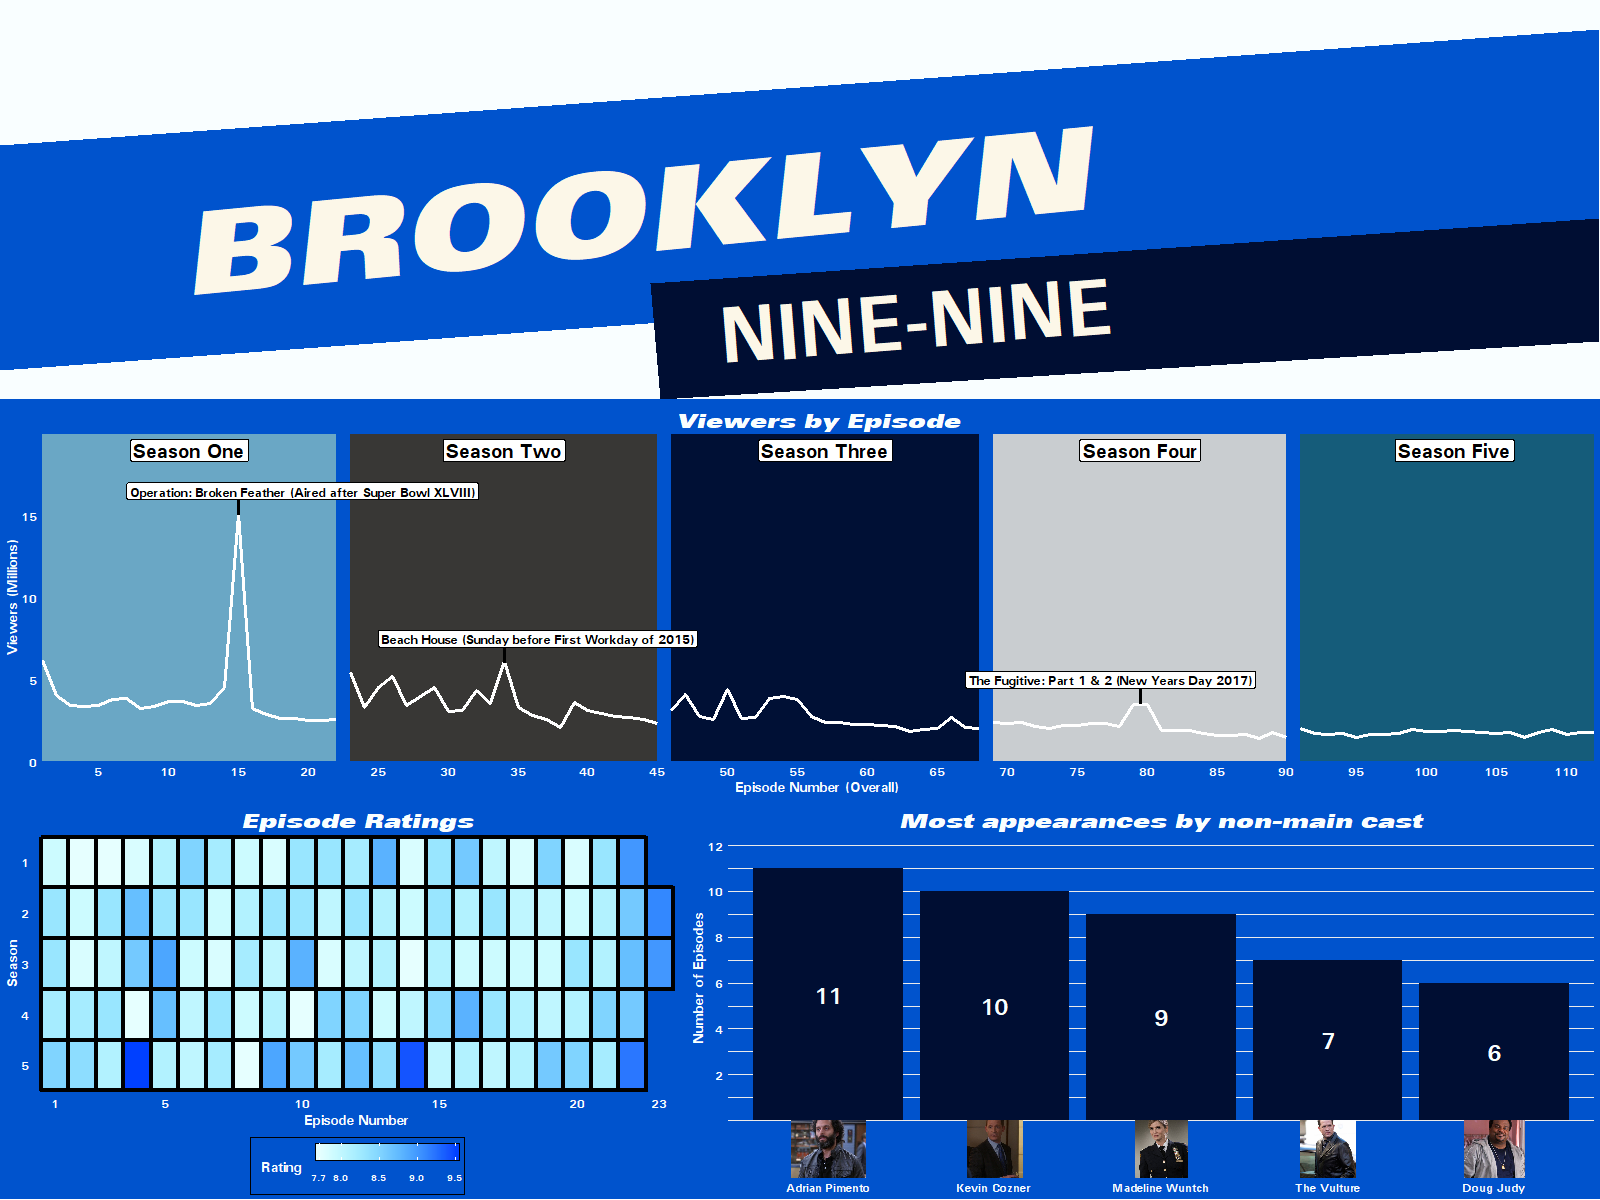 BROOKLYN
NINE-NINE
Viewers by Episode
Season One
Season Two
Season Three
Season Four
Season Five
Operation: Broken Feather (Aired after Super Bowl XLVIII)
Beach House (Sunday before First Workday of 2015)
The Fugitive: Part 1 & 2 (New Years Day 2017)
Viewers (Millions)
15
10
5
0
5 10 15 20 25 30 35 40 45 50 55 60 65 70 75 80 85 90 95 100 105 110
Episode Number (Overall)
Episode Ratings
Season
1
2
3
4
5
1 5 10 15 20 23
Episode Number
Rating
7.7 8.0 8.5 9.0 9.5
Most appearances by non-main cast
Number of Episodes
12
10
8
6
4
2
11
10
9
7
6
Adrian Pimento
Kevin Cozner
Madeline Wuntch
The Vulture
Doug Judy